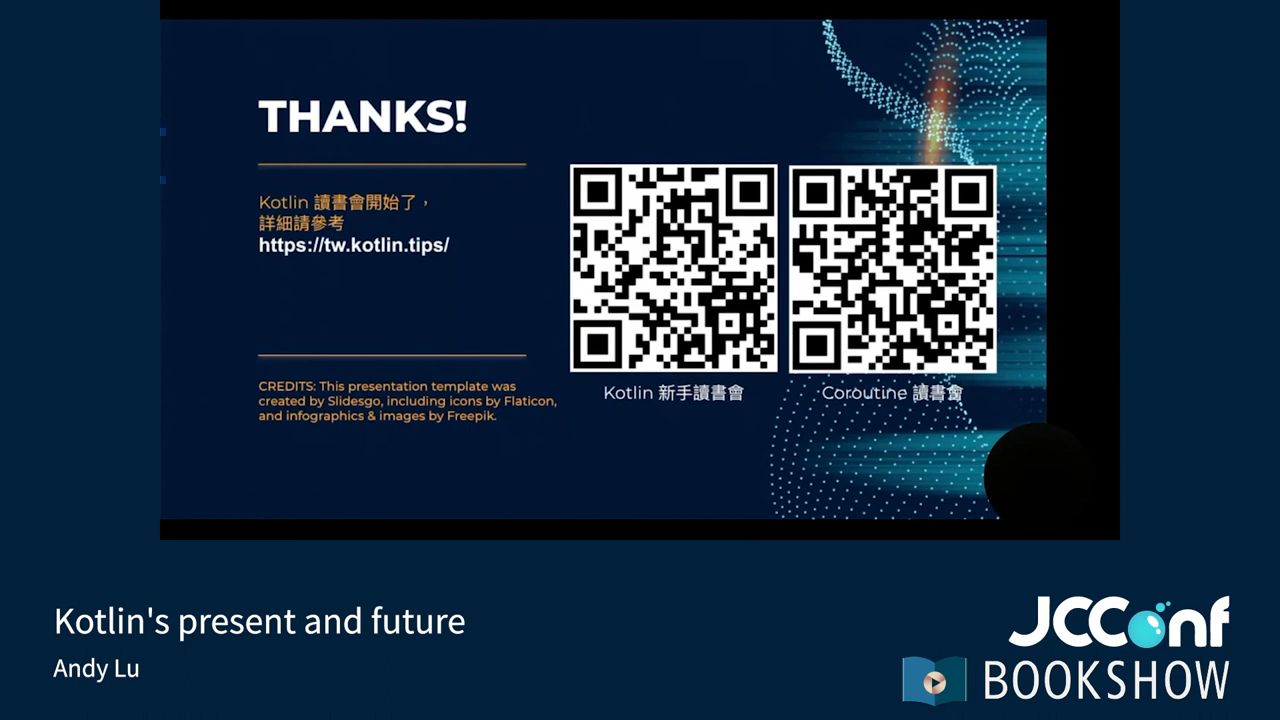 THANKS!
Kotlin 讀書會開始了，
詳細請參考
https://tw.kotlin.tips/
CREDITS: This presentation template was
created by Slidesgo, including icons by Flaticon,
and infographics & images by Freepik.
Kotlin 新手讀書會
Coroutine 讀書會
Kotlin's present and future
Andy Lu
JCConf
BOOKSHOW